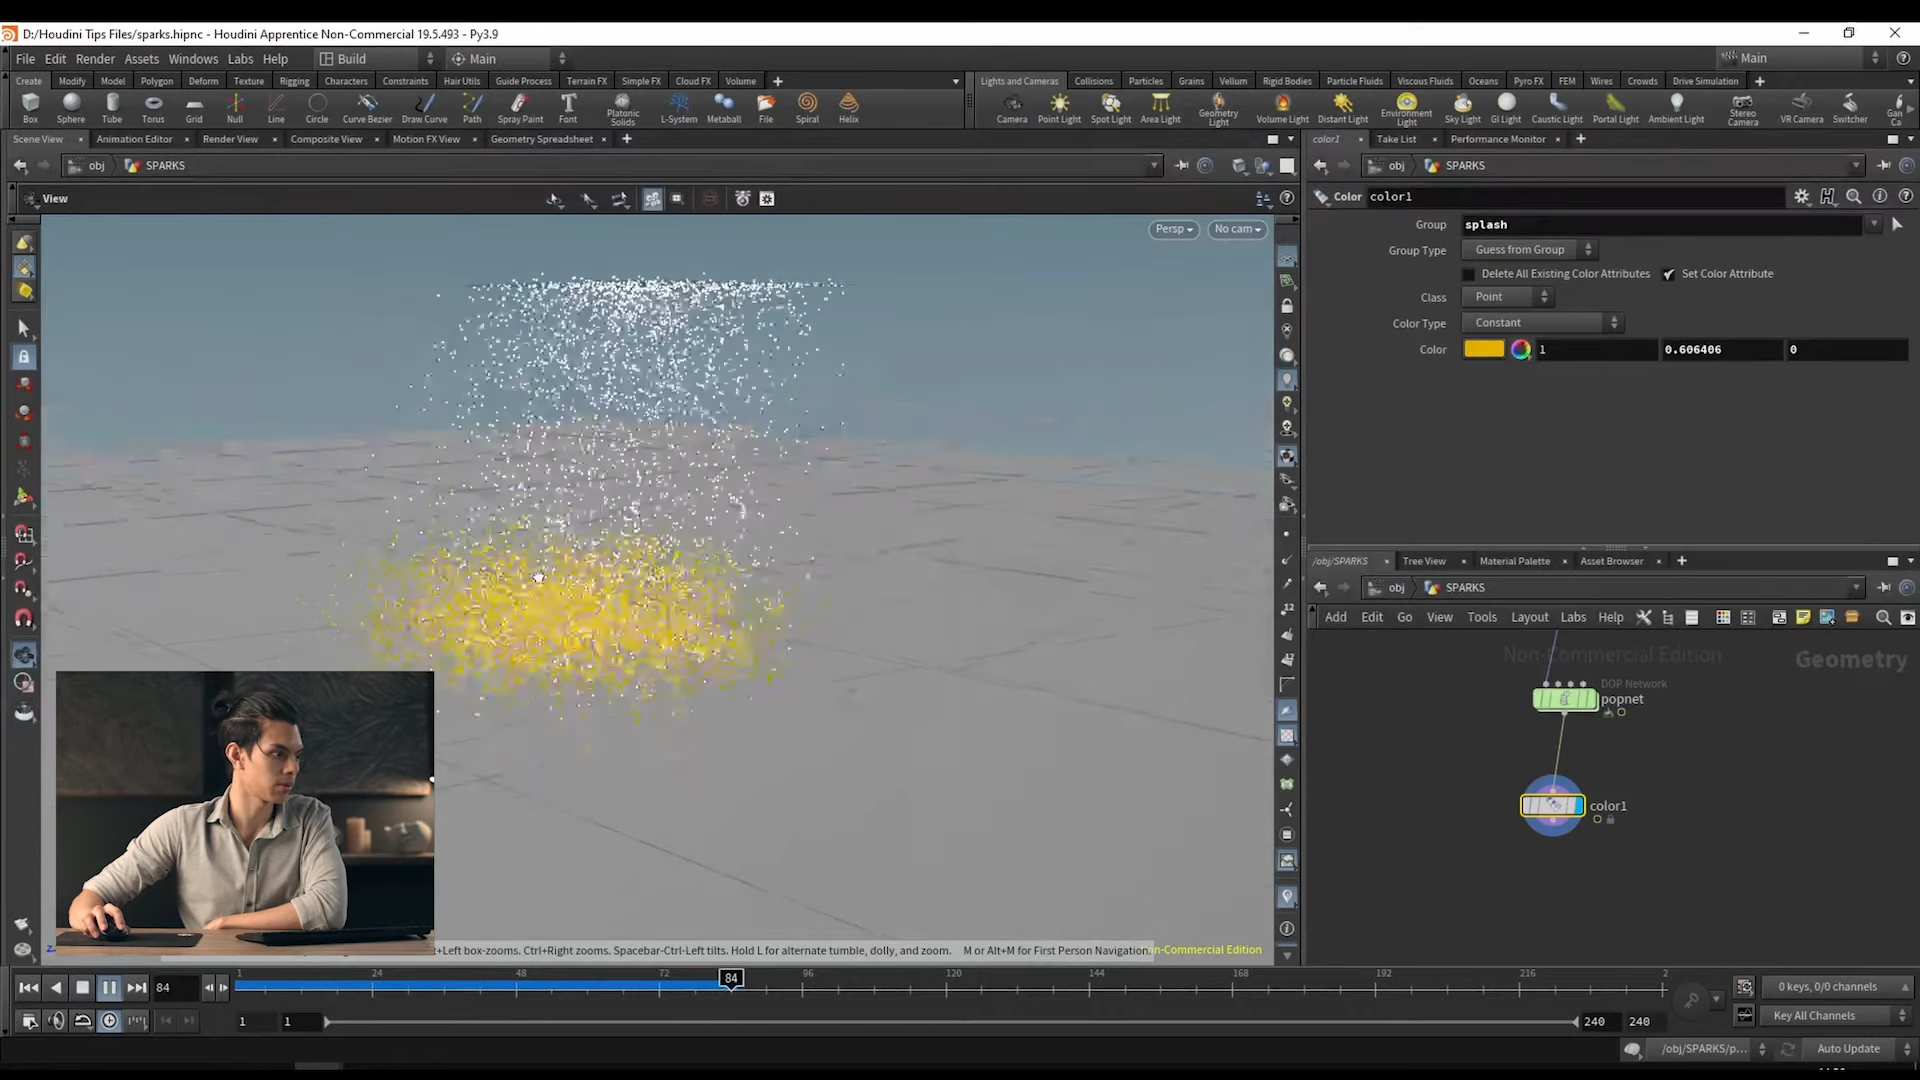 D:/Houdini Tips Files/sparks.hipnc - Houdini Apprentice Non-Commercial 19.5.493 - Py3.9
File Edit Render Assets Windows Labs Help Build Main Main
Create Modify Model Polygon Deform Texture Rigging Characters Constraints Hair Utils Guide Process Terrain FX Simple FX Cloud FX Volume
Lights and Cameras Collisions Particles Grains Vellum Rigid Bodies Particle Fluids Viscous Fluids Oceans Pyro FX FEM Wires Crowds Drive Simulation
Box Sphere Tube Torus Grid Null Line Circle Curve Bezier Draw Curve Path Spray Paint Font Platonic Solids L-System Metaball File Spiral Helix
Camera Point Light Spot Light Area Light Geometry Light Volume Light Distant Light Environment Light Sky Light GI Light Caustic Light Portal Light Ambient Light Stereo Camera VR Camera Switcher Gan Ca
Scene View Animation Editor Render View Composite View Motion FX View Geometry Spreadsheet
color1 Take List Performance Monitor
obj SPARKS
obj SPARKS
View
Color color1
Persp No cam
Group splash
Group Type Guess from Group
Delete All Existing Color Attributes Set Color Attribute
Class Point
Color Type Constant
Color 1 0.606406 0
/obj/SPARKS Tree View Material Palette Asset Browser
obj SPARKS
Add Edit Go View Tools Layout Labs Help
Non-Commercial Edition Geometry
DOP Network
popnet
color1
t+Left box-zooms. Ctrl+Right zooms. Spacebar-Ctrl-Left tilts. Hold L for alternate tumble, dolly, and zoom. M or Alt+M for First Person Navigation.
n-Commercial Edition
1 24 48 72 84 96 120 144 168 192 216 2
84
0 keys, 0/0 channels
1 1 240 240
Key All Channels
/obj/SPARKS/p... Auto Update